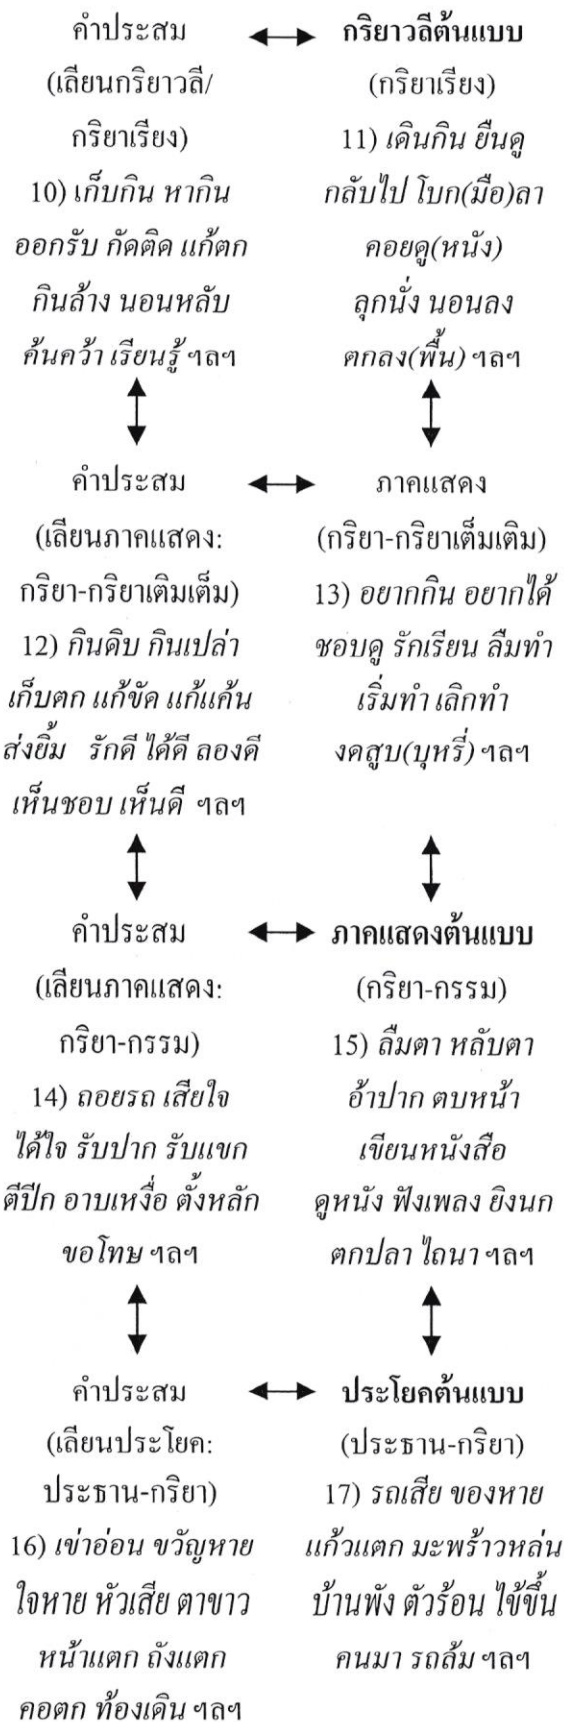 คำประสม ↔ กริยาวลีต้นแบบ
(เลียนกริยาวลี/ (กริยาเรียง)
กริยาเรียง) 11) เดินกิน ยืนดู
10) เก็บกิน หากิน กลับไป โบก(มือ)ลา
ออกรับ กัดติด แก้ตก คอยดู(หนัง)
กินล้าง นอนหลับ ลุกนั่ง นอนลง
ค้นคว้า เรียนรู้ ฯลฯ ตกลง(พื้น) ฯลฯ
คำประสม ↔ ภาคแสดง
(เลียนภาคแสดง: (กริยา-กริยาเต็มเติม)
กริยา-กริยาเติมเต็ม) 13) อยากกิน อยากได้
12) กินดิบ กินเปล่า ชอบดู รักเรียน ลืมทำ
เก็บตก แก้ขัด แก้แค้น เริ่มทำ เลิกทำ
ส่งยิ้ม รักดี ได้ดี ลองดี งดสูบ(บุหรี่) ฯลฯ
เห็นชอบ เห็นดี ฯลฯ
คำประสม ↔ ภาคแสดงต้นแบบ
(เลียนภาคแสดง: (กริยา-กรรม)
กริยา-กรรม) 15) ลืมตา หลับตา
14) ถอยรถ เสียใจ อ้าปาก ตบหน้า
ได้ใจ รับปาก รับแขก เขียนหนังสือ
ตีปีก อาบเหงื่อ ตั้งหลัก ดูหนัง ฟังเพลง ยิงนก
ขอโทษ ฯลฯ ตกปลา ไถนา ฯลฯ
คำประสม ↔ ประโยคต้นแบบ
(เลียนประโยค: (ประธาน-กริยา)
ประธาน-กริยา) 17) รถเสีย ของหาย
16) เข่าอ่อน ขวัญหาย แก้วแตก มะพร้าวหล่น
ใจหาย หัวเสีย ตาขาว บ้านพัง ตัวร้อน ไข้ขึ้น
หน้าแตก ถังแตก คนมา รถล้ม ฯลฯ
คอตก ท้องเดิน ฯลฯ